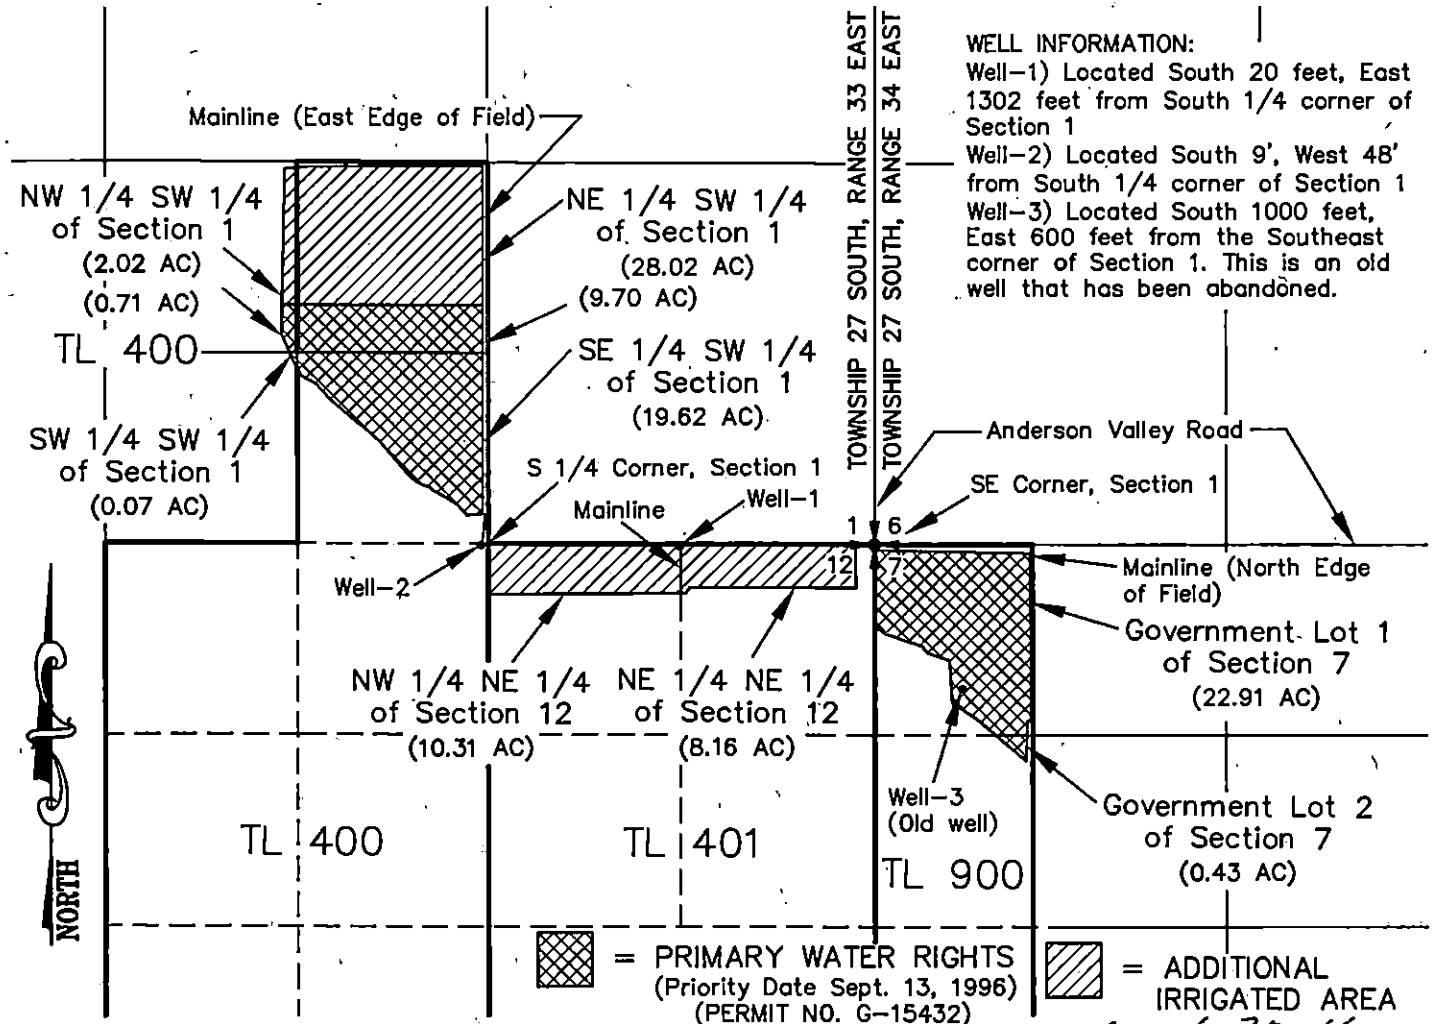 WELL INFORMATION:
Well-1) Located South 20 feet, East
1302 feet from South 1/4 corner of
Section 1
Well-2) Located South 9', West 48'
from South 1/4 corner of Section 1
Well-3) Located South 1000 feet,
East 600 feet from the Southeast
corner of Section 1. This is an old
well that has been abandoned.
TOWNSHIP 27 SOUTH, RANGE 33 EAST
TOWNSHIP 27 SOUTH, RANGE 34 EAST
Mainline (East Edge of Field)
NW 1/4 SW 1/4
of Section 1
(2.02 AC)
(0.71 AC)
TL 400
SW 1/4 SW 1/4
of Section 1
(0.07 AC)
NE 1/4 SW 1/4
of Section 1
(28.02 AC)
(9.70 AC)
SE 1/4 SW 1/4
of Section 1
(19.62 AC)
S 1/4 Corner, Section 1
Mainline
Well-1
Well-2
Anderson Valley Road
SE Corner, Section 1
1
6
12
7
Mainline (North Edge
of Field)
Government Lot 1
of Section 7
(22.91 AC)
NW 1/4 NE 1/4
of Section 12
(10.31 AC)
NE 1/4 NE 1/4
of Section 12
(8.16 AC)
Well-3
(Old well)
Government Lot 2
of Section 7
(0.43 AC)
TL 400
TL 401
TL 900
NORTH
= PRIMARY WATER RIGHTS
(Priority Date Sept. 13, 1996)
(PERMIT NO. G-15432)
= ADDITIONAL
IRRIGATED AREA